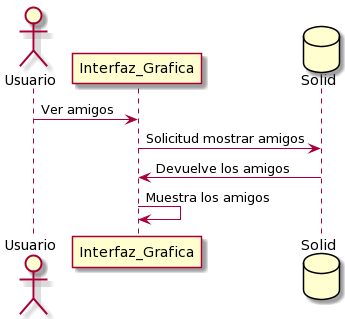 Usuario
Interfaz_Grafica
Solid
Ver amigos
Solicitud mostrar amigos
Devuelve los amigos
Muestra los amigos
Usuario
Interfaz_Grafica
Solid